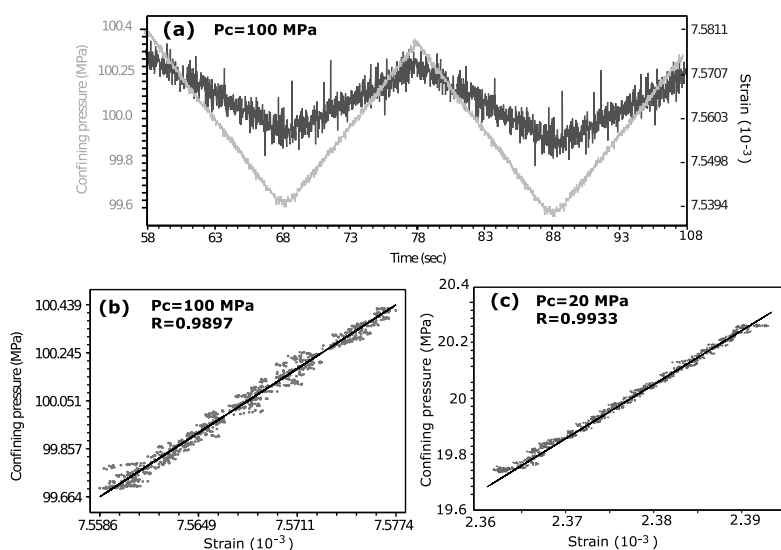 (a) Pc=100 MPa
Confining pressure (MPa)
100.4
100.25
100.0
99.8
99.6
7.5811
7.5707
7.5603
7.5498
7.5394
Strain (10⁻³)
58 63 68 73 78 83 88 93 108
Time (sec)
(b) Pc=100 MPa
R=0.9897
Confining pressure (MPa)
100.439
100.245
100.051
99.857
99.664
7.5586 7.5649 7.5711 7.5774
Strain (10⁻³)
(c) Pc=20 MPa
R=0.9933
Confining pressure (MPa)
20.4
20.2
20
19.8
19.6
2.36 2.37 2.38 2.39
Strain (10⁻³)